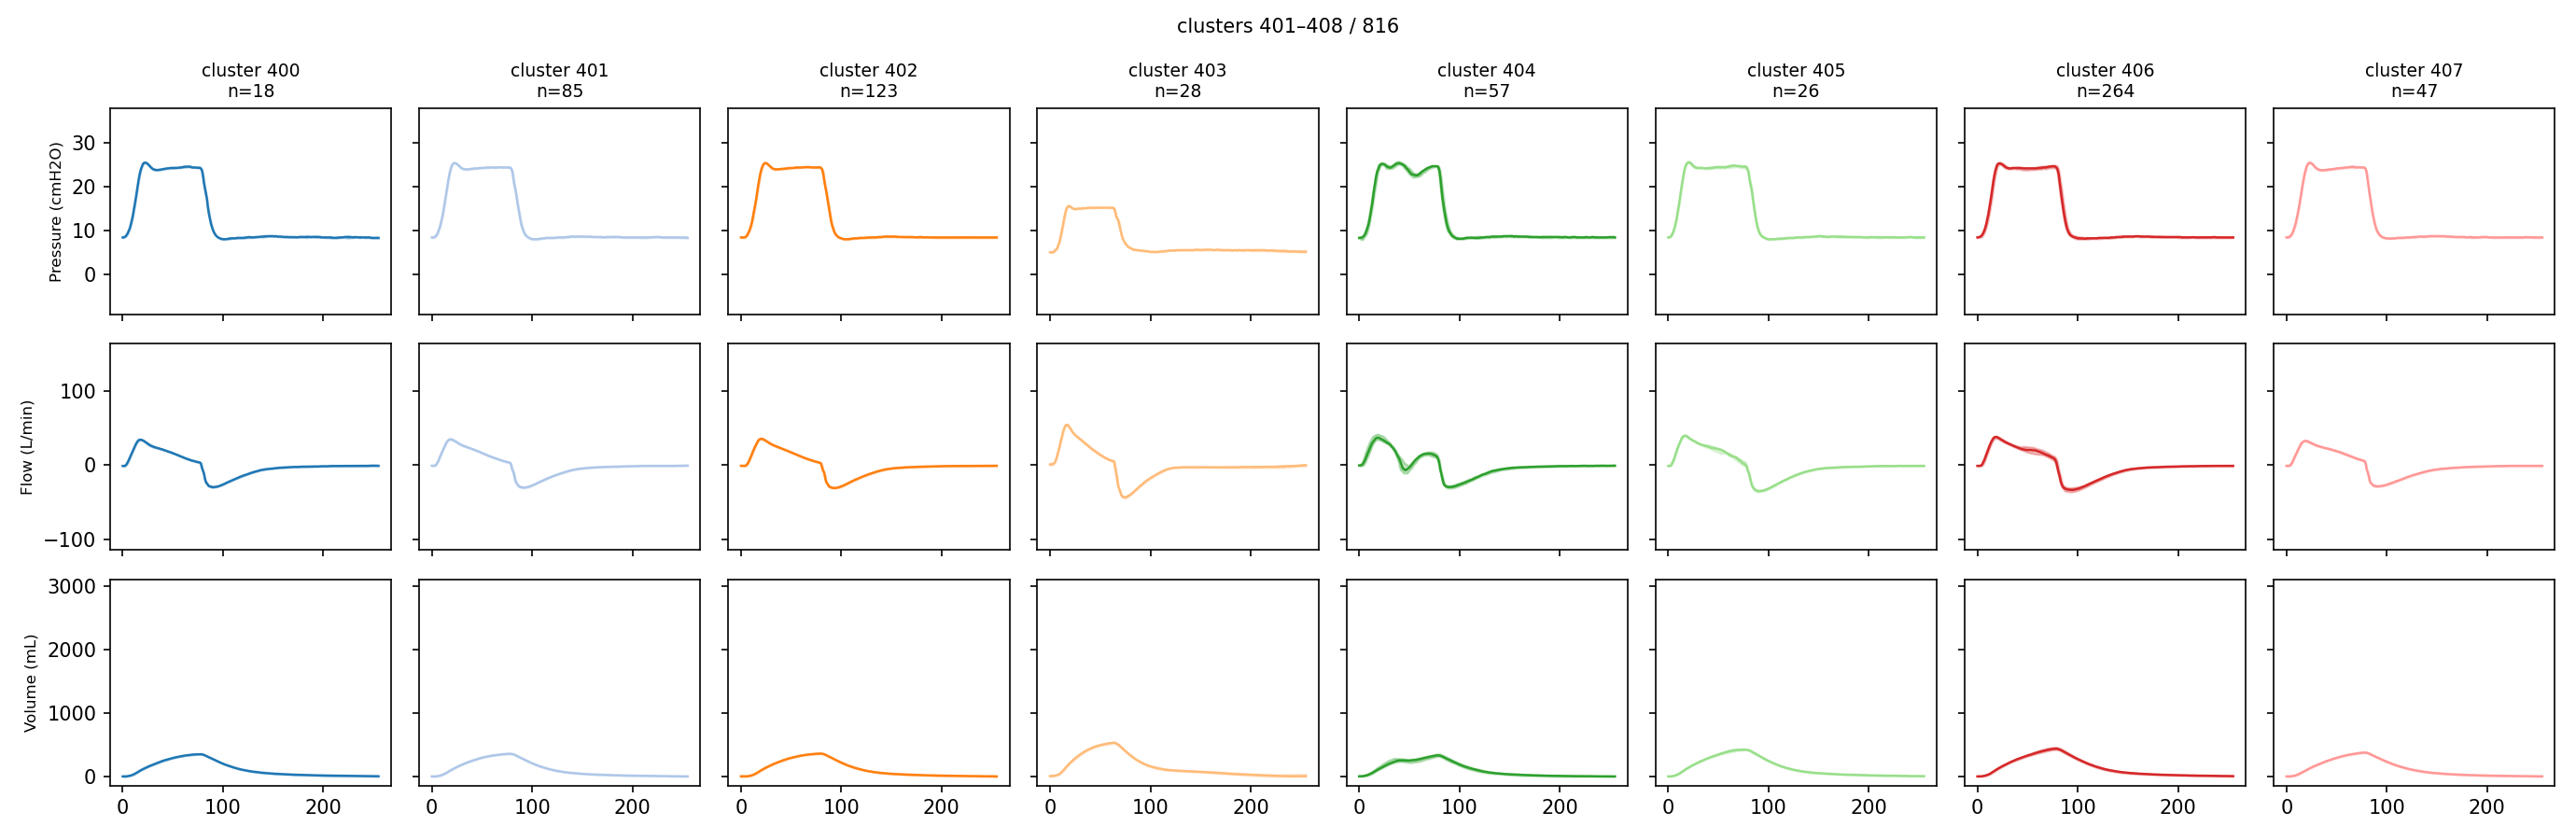 clusters 401–408 / 816
cluster 400
n=18
cluster 401
n=85
cluster 402
n=123
cluster 403
n=28
cluster 404
n=57
cluster 405
n=26
cluster 406
n=264
cluster 407
n=47
Pressure (cmH2O)
30
20
10
0
Flow (L/min)
100
0
−100
Volume (mL)
3000
2000
1000
0
0 100 200
0 100 200
0 100 200
0 100 200
0 100 200
0 100 200
0 100 200
0 100 200